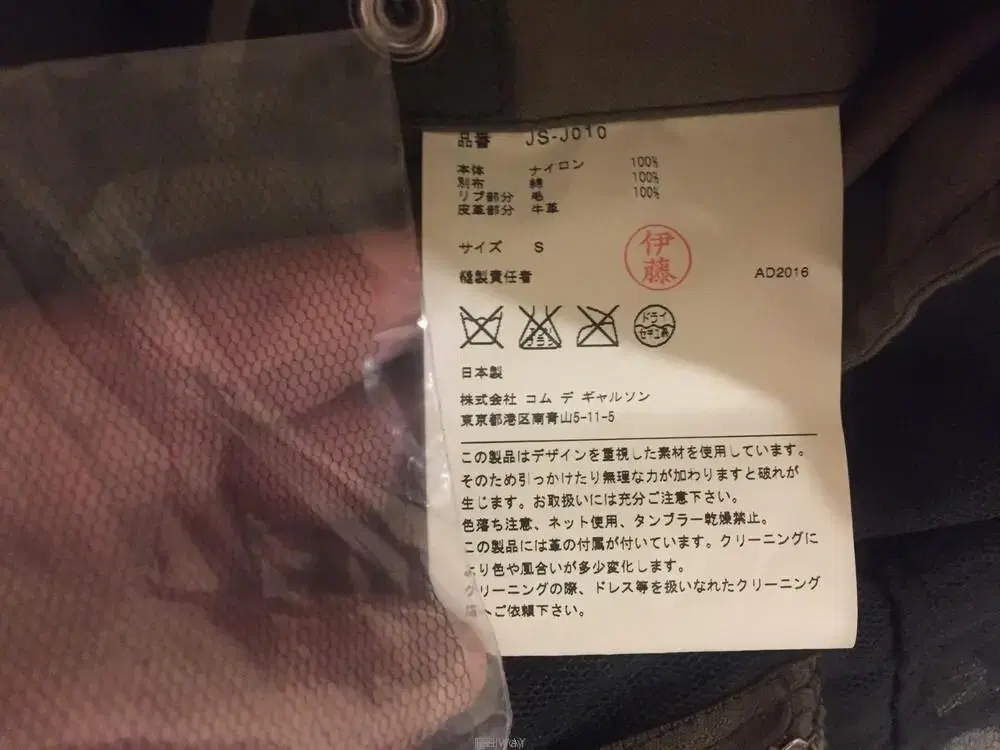 品番 JS-J010
本体 ナイロン 100%
別布 綿 100%
リブ部分 毛 100%
皮革部分 牛革
サイズ S
伊藤
縫製責任者 AD2016
ドライ
セキユ系
日本製
株式会社 コム デ ギャルソン
東京都港区南青山5-11-5
この製品はデザインを重視した素材を使用しています。
そのため引っかけたり無理な力が加わりますと破れが
生じます。お取扱いには充分ご注意下さい。
色落ち注意、ネット使用、タンブラー乾燥禁止。
この製品には革の付属が付いています。クリーニングに
より色や風合いが多少変化します。
クリーニングの際、ドレス等を扱いなれたクリーニング
へご依頼下さい。